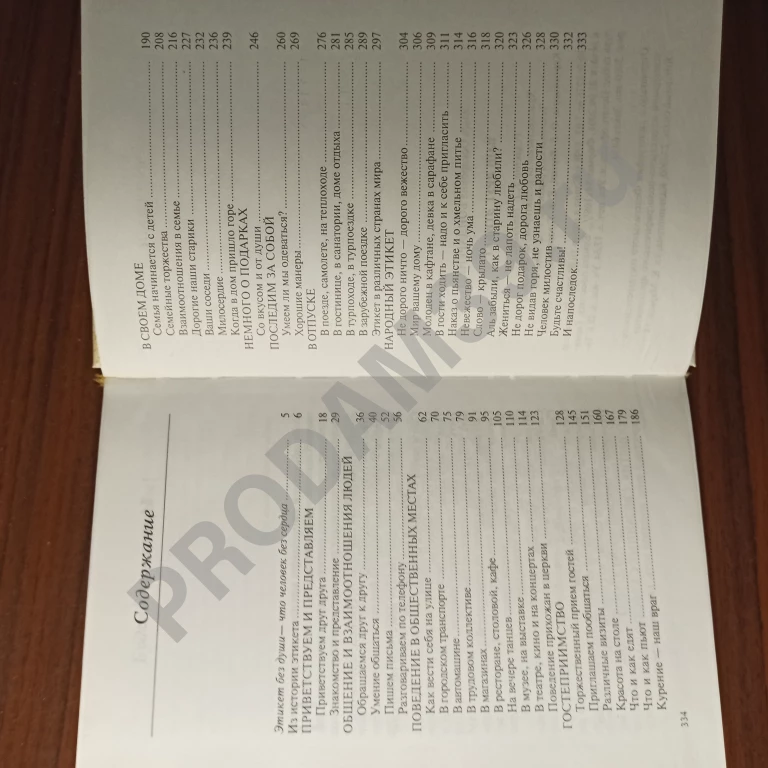 Содержание
Этикет без души — что человек без сердца 5
Из истории этикета 6
ПРИВЕТСТВУЕМ И ПРЕДСТАВЛЯЕМ
Приветствуем друг друга 18
Знакомство и представление 29
ОБЩЕНИЕ И ВЗАИМООТНОШЕНИЯ ЛЮДЕЙ
Обращаемся друг к другу 36
Умение общаться 40
Пишем письма 52
Разговариваем по телефону 56
ПОВЕДЕНИЕ В ОБЩЕСТВЕННЫХ МЕСТАХ
Как вести себя на улице 62
В городском транспорте 70
В автомашине 75
В трудовом коллективе 79
В магазинах 91
В ресторане, столовой, кафе 95
На вечере танцев 105
В музее, на выставке 110
В театре, кино и на концертах 114
Поведение прихожан в церкви 123
ГОСТЕПРИИМСТВО
Торжественный прием гостей 128
Приглашаем пообщаться 145
Различные визиты 151
Красота на столе 160
Что и как едят 167
Что и как пьют 179
Курение — наш враг 186
334
В СВОЕМ ДОМЕ
Семья начинается с детей 190
Семейные торжества 208
Взаимоотношения в семье 216
Дорогие наши старики 227
Ваши соседи 232
Милосердие 236
Когда в дом пришло горе 239
НЕМНОГО О ПОДАРКАХ
Со вкусом и от души 246
ПОСЛЕДИМ ЗА СОБОЙ
Умеем ли мы одеваться? 260
Хорошие манеры 269
В ОТПУСКЕ
В поезде, самолете, на теплоходе 276
В гостинице, в санатории, доме отдыха 281
В турпоходе, в турпоездке 285
В зарубежной поездке 289
Этикет в различных странах мира 297
НАРОДНЫЙ ЭТИКЕТ
Не дорого ничто — дорого вежество 304
Мир вашему дому 306
Молодец в кафтане, девка в сарафане 309
В гости ходить — надо и к себе пригласить 311
Наказ о пьянстве и о хмельном питье 314
Невежество — ночь ума 316
Слово — крылато 318
Аль забыли, как в старину любили? 320
Жениться — не лапоть надеть 323
Не дорог подарок, дорога любовь 326
Не видав горя, не узнаешь и радости 328
Человек милостив 330
Будьте счастливы! 332
И напоследок 333